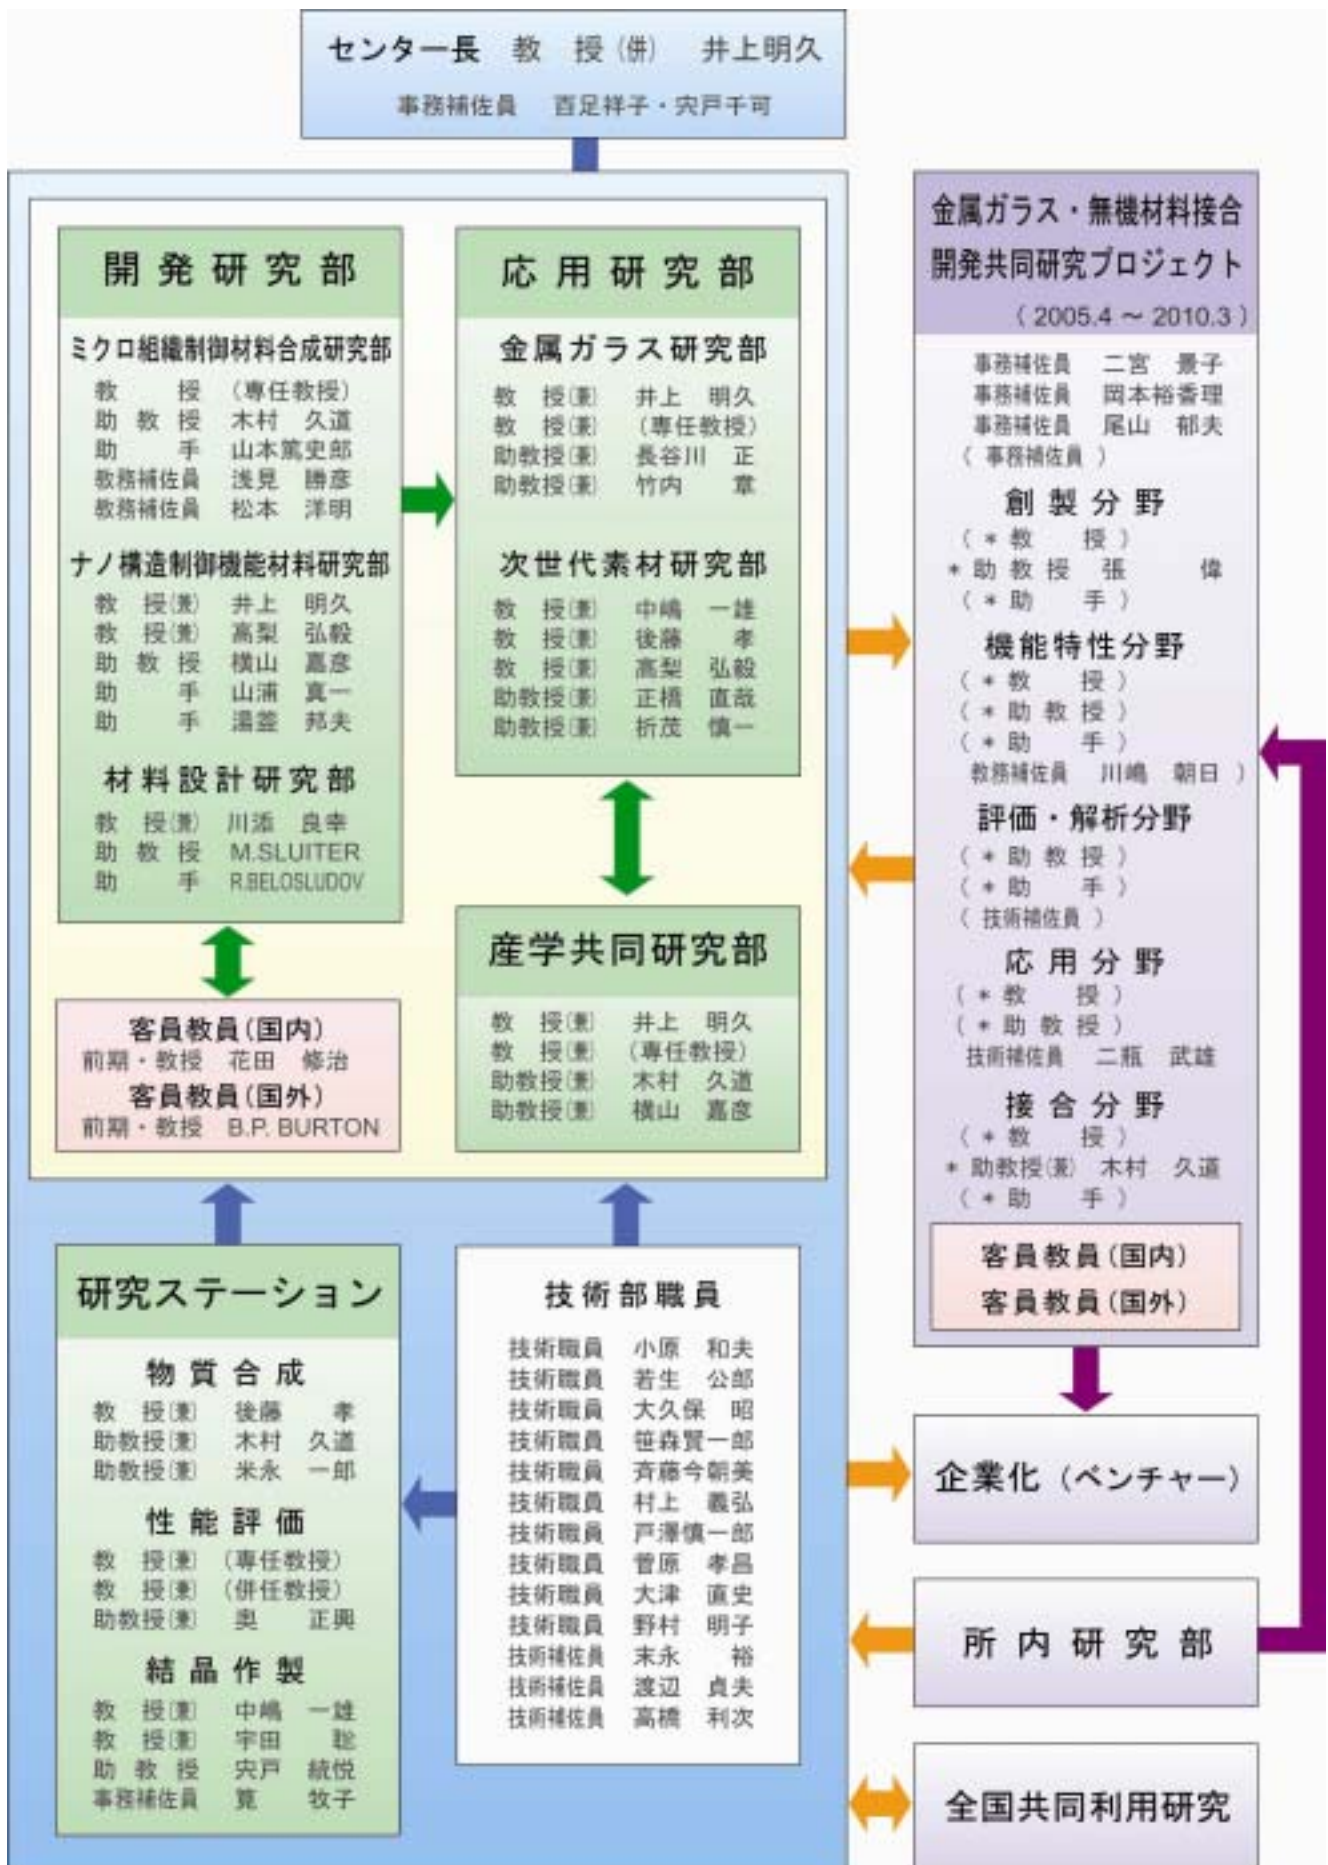 センター長 教 授(併) 井上明久
事務補佐員 百足祥子・宍戸千可
開発研究部
ミクロ組織制御材料合成研究部
教 授 (専任教授)
助 教 授 木村 久道
助 手 山本篤史郎
教務補佐員 浅見 勝彦
教務補佐員 松本 洋明
ナノ構造制御機能材料研究部
教 授(兼) 井上 明久
教 授(兼) 高梨 弘毅
助 教 授 横山 嘉彦
助 手 山浦 真一
助 手 湯葢 邦夫
材料設計研究部
教 授(兼) 川添 良幸
助 教 授 M.SLUITER
助 手 R.BELOSLUDOV
客員教員(国内)
前期・教授 花田 修治
客員教員(国外)
前期・教授 B.P. BURTON
応用研究部
金属ガラス研究部
教 授(兼) 井上 明久
教 授(兼) (専任教授)
助教授(兼) 長谷川 正
助教授(兼) 竹内 章
次世代素材研究部
教 授(兼) 中嶋 一雄
教 授(兼) 後藤 孝
教 授(兼) 高梨 弘毅
助教授(兼) 正橋 直哉
助教授(兼) 折茂 慎一
産学共同研究部
教 授(兼) 井上 明久
教 授(兼) (専任教授)
助教授(兼) 木村 久道
助教授(兼) 横山 嘉彦
研究ステーション
物質合成
教 授(兼) 後藤 孝
助教授(兼) 木村 久道
助教授(兼) 米永 一郎
性能評価
教 授(兼) (専任教授)
教 授(兼) (併任教授)
助教授(兼) 奥 正興
結晶作製
教 授(兼) 中嶋 一雄
教 授(兼) 宇田 聡
助 教 授 宍戸 統悦
事務補佐員 筧 牧子
技術部職員
技術職員 小原 和夫
技術職員 若生 公郎
技術職員 大久保 昭
技術職員 笹森賢一郎
技術職員 斉藤今朝美
技術職員 村上 義弘
技術職員 戸澤慎一郎
技術職員 菅原 孝昌
技術職員 大津 直史
技術職員 野村 明子
技術補佐員 末永 裕
技術補佐員 渡辺 貞夫
技術補佐員 高橋 利次
金属ガラス・無機材料接合
開発共同研究プロジェクト
(2005.4 ～ 2010.3)
事務補佐員 二宮 景子
事務補佐員 岡本裕香理
事務補佐員 尾山 郁夫
( 事務補佐員 )
創製分野
( * 教 授 )
* 助 教 授 張 偉
( * 助 手 )
機能特性分野
( * 教 授 )
( * 助 教 授 )
( * 助 手 )
教務補佐員 川嶋 朝日 )
評価・解析分野
( * 助 教 授 )
( * 助 手 )
( 技術補佐員 )
応用分野
( * 教 授 )
( * 助 教 授 )
技術補佐員 二瓶 武雄
接合分野
( * 教 授 )
* 助教授(兼) 木村 久道
( * 助 手 )
客員教員(国内)
客員教員(国外)
企業化 (ベンチャー)
所内研究部
全国共同利用研究